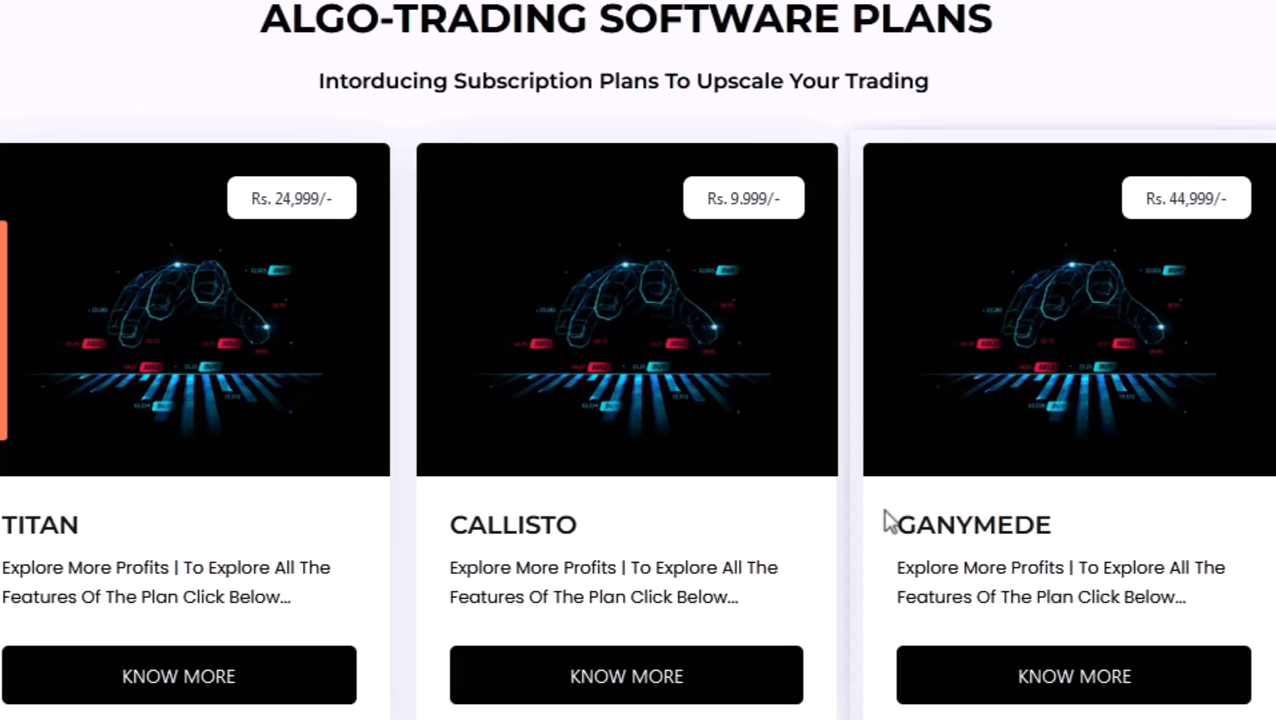 ALGO-TRADING SOFTWARE PLANS
Intorducing Subscription Plans To Upscale Your Trading
Rs. 24,999/-
TITAN
Explore More Profits | To Explore All The
Features Of The Plan Click Below...
KNOW MORE
Rs. 9.999/-
CALLISTO
Explore More Profits | To Explore All The
Features Of The Plan Click Below...
KNOW MORE
Rs. 44,999/-
GANYMEDE
Explore More Profits | To Explore All The
Features Of The Plan Click Below...
KNOW MORE